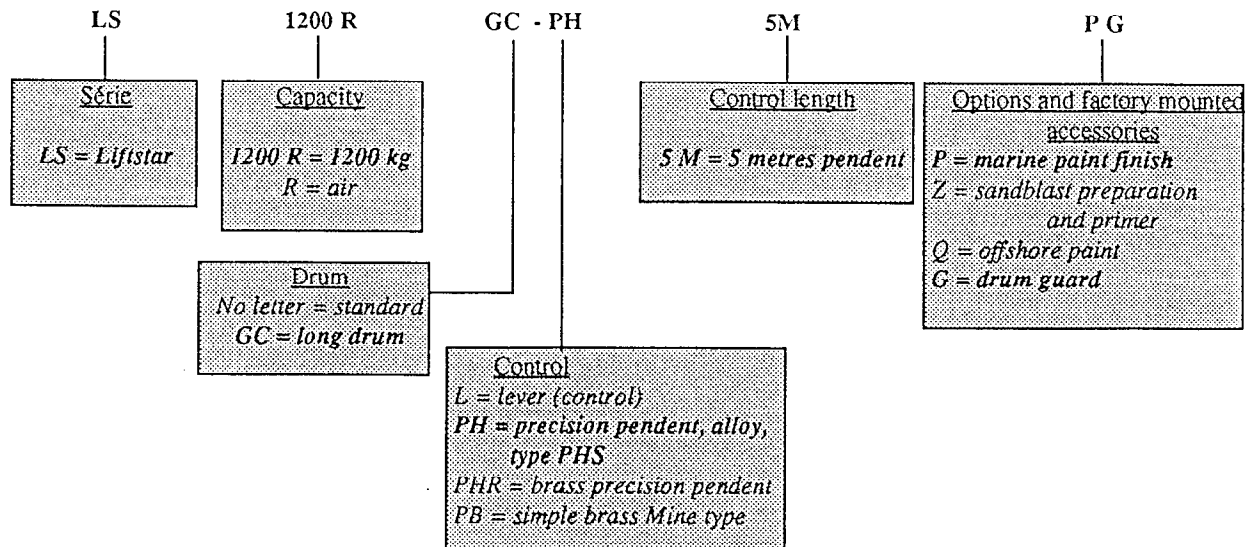 LS 1200 R GC - PH 5M P G
Série
LS = Liftstar
Capacity
1200 R = 1200 kg
R = air
Control length
5 M = 5 metres pendent
Options and factory mounted
accessories
P = marine paint finish
Z = sandblast preparation
and primer
Q = offshore paint
G = drum guard
Drum
No letter = standard
GC = long drum
Control
L = lever (control)
PH = precision pendent, alloy,
type PHS
PHR = brass precision pendent
PB = simple brass Mine type